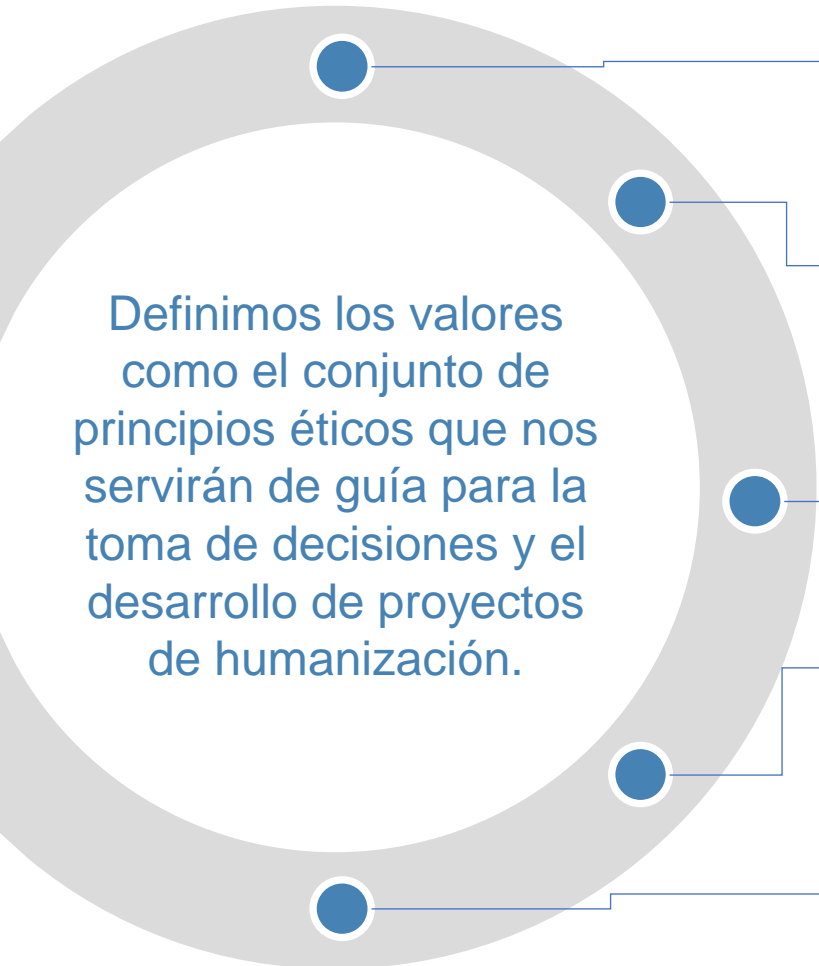 Definimos los valores
como el conjunto de
principios éticos que nos
servirán de guía para la
toma de decisiones y el
desarrollo de proyectos
de humanización.